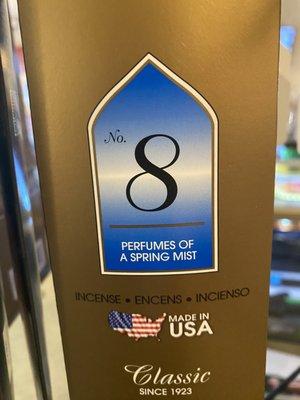 No.
8
PERFUMES OF
A SPRING MIST
INCENSE • ENCENS • INCIENSO
MADE IN
USA
Classic
SINCE 1923